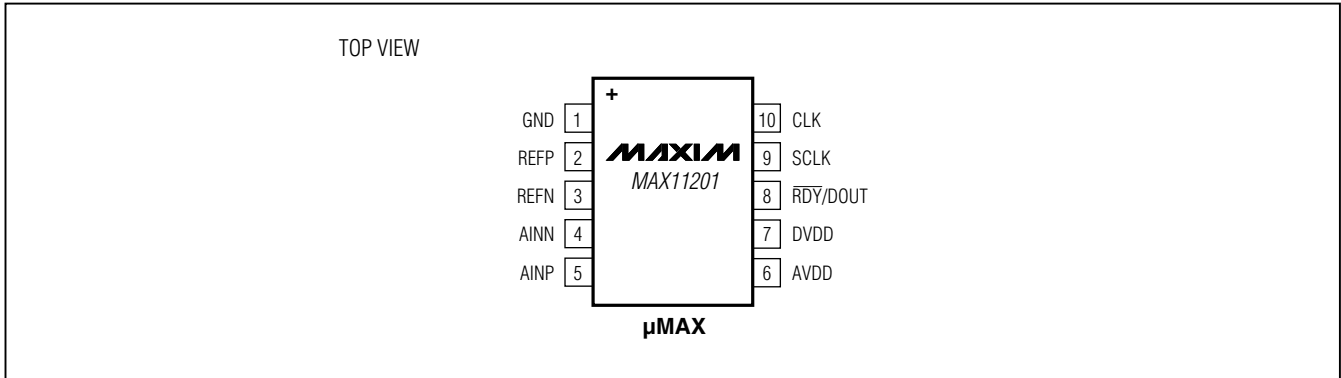 TOP VIEW
+
GND 1
REFP 2
REFN 3
AINN 4
AINP 5
MAXIM
MAX11201
10 CLK
9 SCLK
8 R̅D̅Y̅/DOUT
7 DVDD
6 AVDD
µMAX